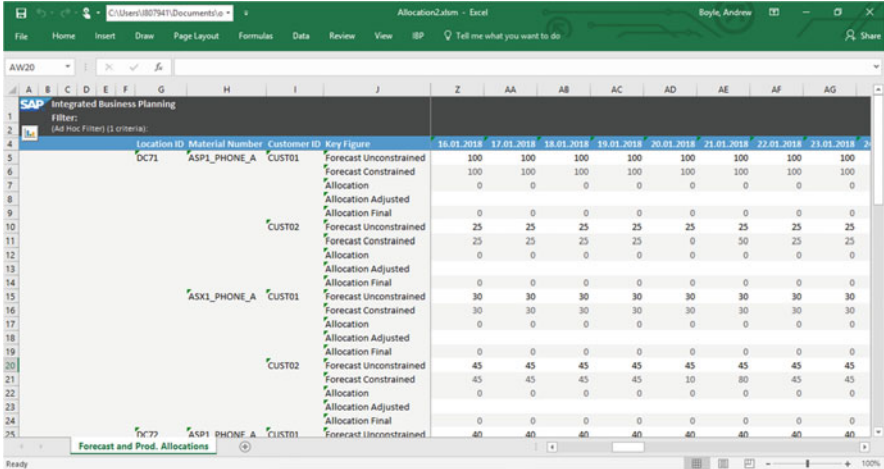 C:\Users\I807941\Documents\o
Allocation2.xlsm - Excel
Boyle, Andrew
File Home Insert Draw Page Layout Formulas Data Review View IBP Tell me what you want to do Share
AW20 fx
A B C D E F G H I J Z AA AB AC AD AE AF AG
SAP Integrated Business Planning
1 Filter:
2 (Ad Hoc Filter) (1 criteria):
4 Location ID Material Number Customer ID Key Figure 16.01.2018 17.01.2018 18.01.2018 19.01.2018 20.01.2018 21.01.2018 22.01.2018 23.01.2018 2
5 DC71 ASP1_PHONE_A CUST01 Forecast Unconstrained 100 100 100 100 100 100 100 100
6 Forecast Constrained 100 100 100 100 100 100 100 100
7 Allocation 0 0 0 0 0 0 0 0
8 Allocation Adjusted
9 Allocation Final 0 0 0 0 0 0 0 0
10 CUST02 Forecast Unconstrained 25 25 25 25 25 25 25 25
11 Forecast Constrained 25 25 25 25 0 50 25 25
12 Allocation 0 0 0 0 0 0 0 0
13 Allocation Adjusted
14 Allocation Final 0 0 0 0 0 0 0 0
15 ASX1_PHONE_A CUST01 Forecast Unconstrained 30 30 30 30 30 30 30 30
16 Forecast Constrained 30 30 30 30 30 30 30 30
17 Allocation 0 0 0 0 0 0 0 0
18 Allocation Adjusted
19 Allocation Final 0 0 0 0 0 0 0 0
20 CUST02 Forecast Unconstrained 45 45 45 45 45 45 45 45
21 Forecast Constrained 45 45 45 45 10 80 45 45
22 Allocation 0 0 0 0 0 0 0 0
23 Allocation Adjusted
24 Allocation Final 0 0 0 0 0 0 0 0
25 DC72 ASP1_PHONE_A CUST01 Forecast Unconstrained 40 40 40 40 40 40 40 40
Forecast and Prod. Allocations
Ready 100%